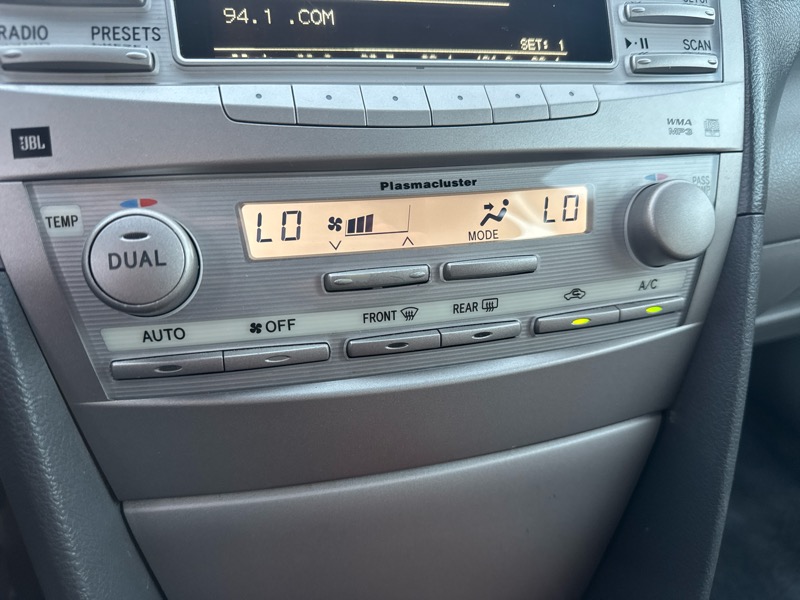 94.1 .COM
RADIO PRESETS
SET: 1
SCAN
JBL
WMA
MP3
Plasmacluster
TEMP
PASS
LO LO
DUAL
MODE
AUTO OFF FRONT REAR A/C